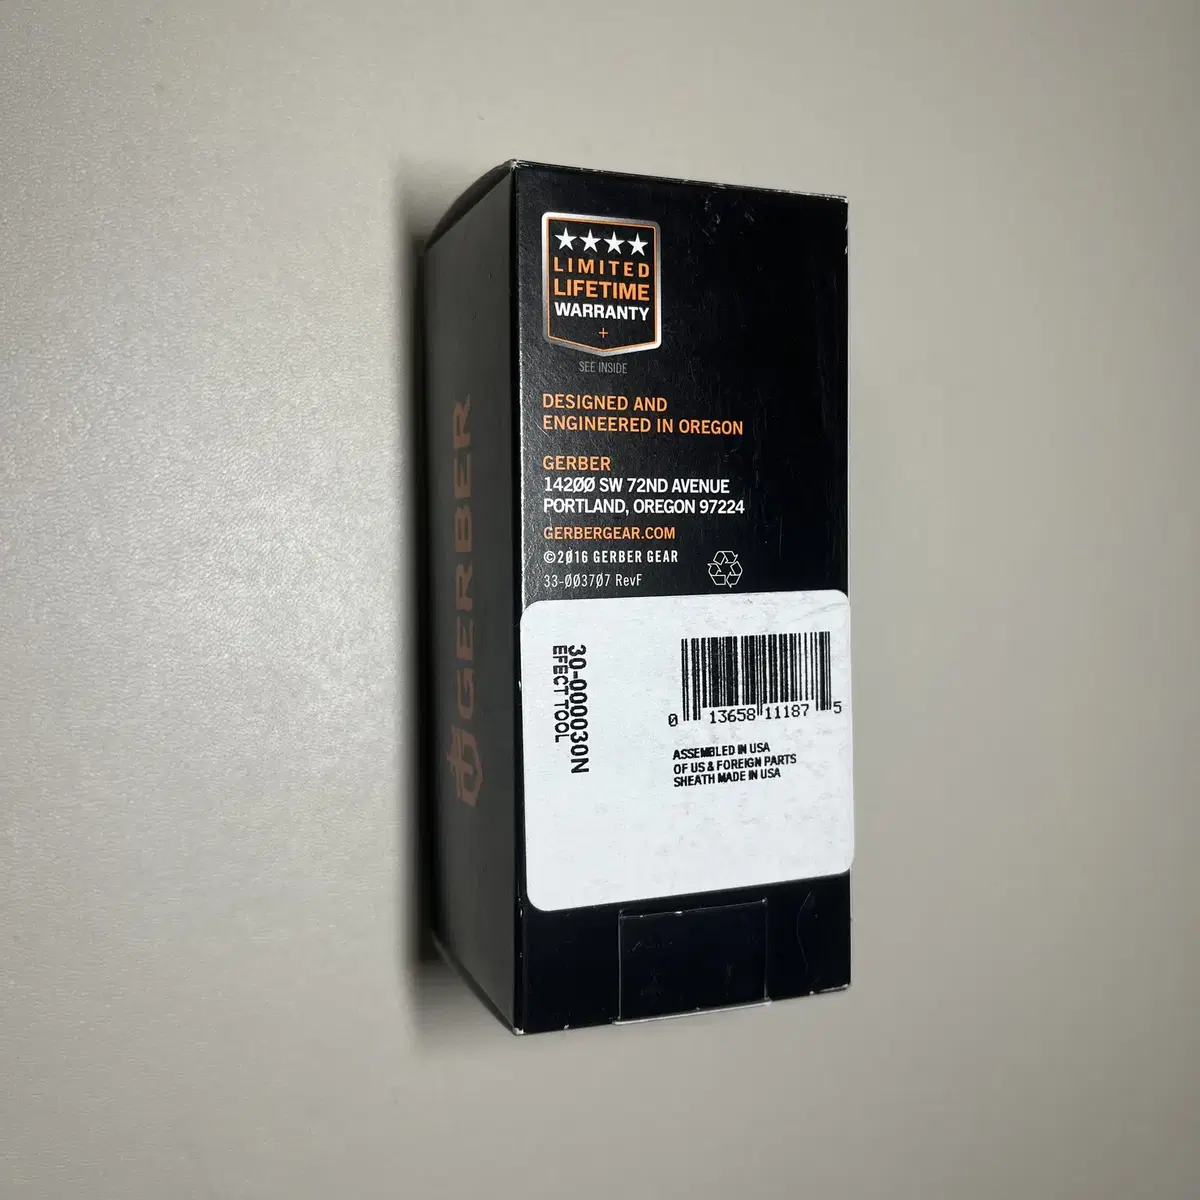 LIMITED
LIFETIME
WARRANTY
+
SEE INSIDE
DESIGNED AND
ENGINEERED IN OREGON
GERBER
14200 SW 72ND AVENUE
PORTLAND, OREGON 97224
GERBERGEAR.COM
©2016 GERBER GEAR
33-003707 RevF
GERBER
30-000030N
EFECT TOOL
0 13658 11187 5
ASSEMBLED IN USA
OF US & FOREIGN PARTS
SHEATH MADE IN USA